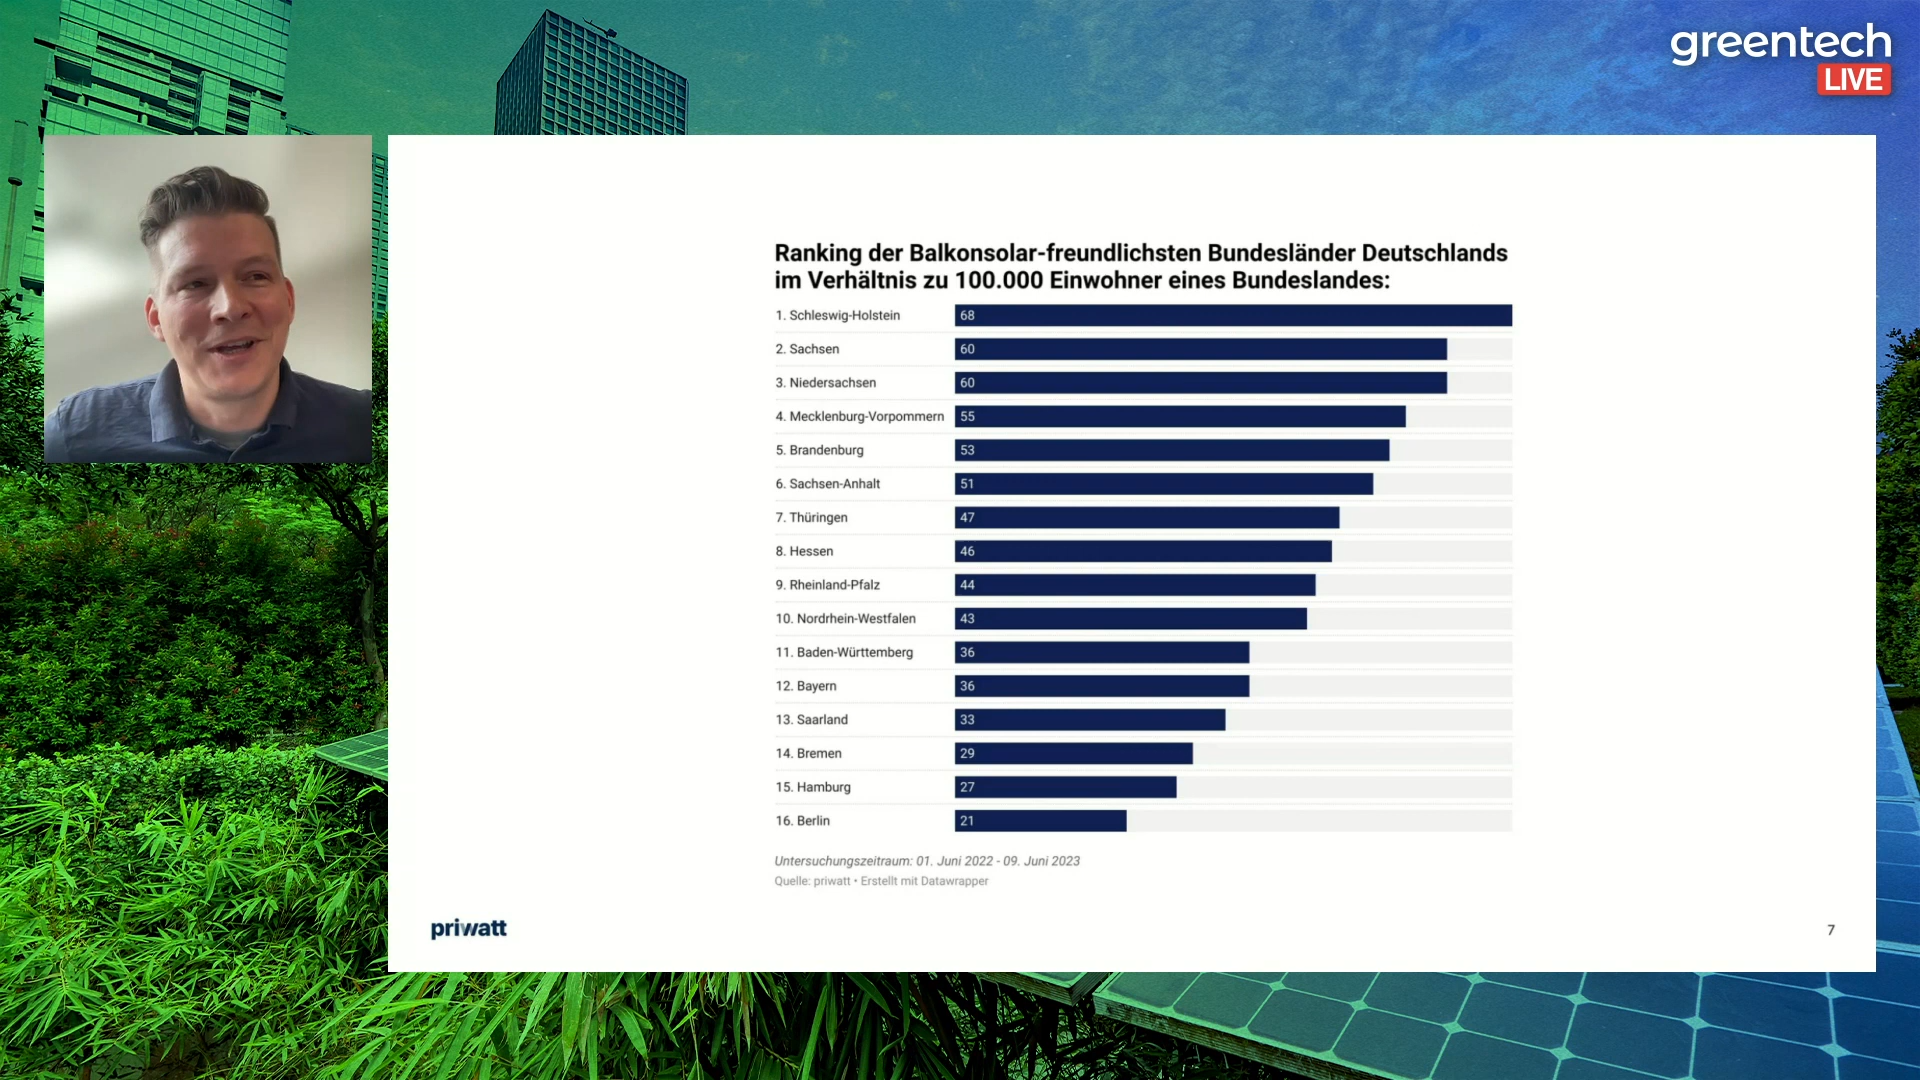 greentech
LIVE
Ranking der Balkonsolar-freundlichsten Bundesländer Deutschlands
im Verhältnis zu 100.000 Einwohner eines Bundeslandes:
1. Schleswig-Holstein 68
2. Sachsen 60
3. Niedersachsen 60
4. Mecklenburg-Vorpommern 55
5. Brandenburg 53
6. Sachsen-Anhalt 51
7. Thüringen 47
8. Hessen 46
9. Rheinland-Pfalz 44
10. Nordrhein-Westfalen 43
11. Baden-Württemberg 36
12. Bayern 36
13. Saarland 33
14. Bremen 29
15. Hamburg 27
16. Berlin 21
Untersuchungszeitraum: 01. Juni 2022 - 09. Juni 2023
Quelle: priwatt • Erstellt mit Datawrapper
priwatt
7